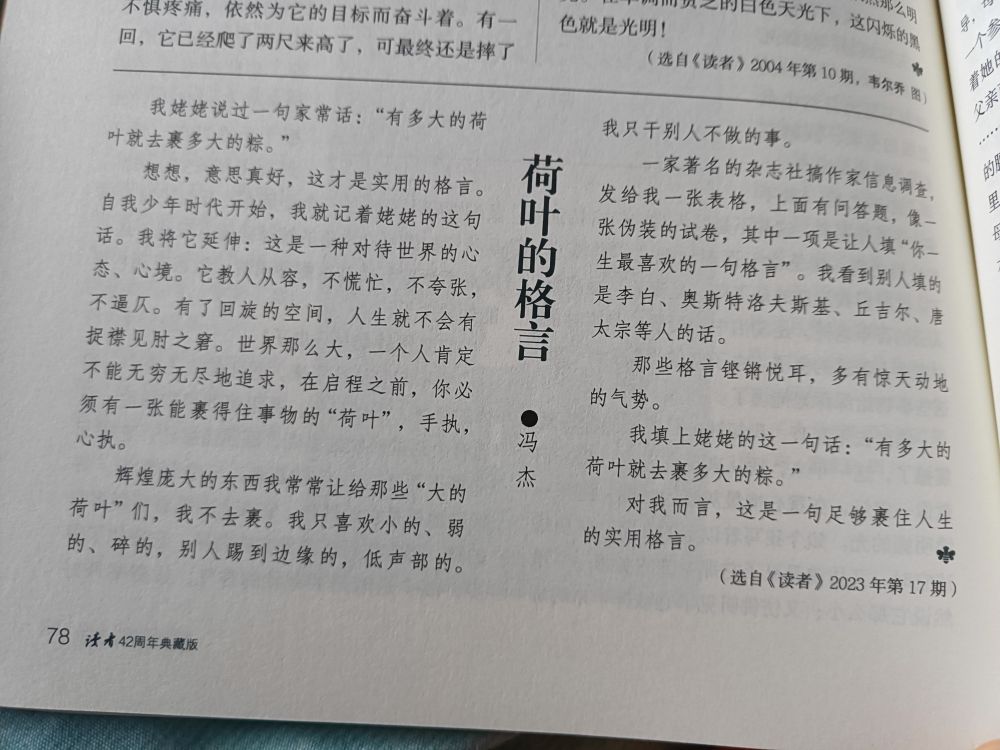 不惧疼痛，依然为它的目标而奋斗着。有一
回，它已经爬了两尺来高了，可最终还是摔了
色就是光明！
（选自《读者》2004年第10期，韦尔乔 图）
我姥姥说过一句家常话：“有多大的荷
叶就去裹多大的粽。”
想想，意思真好，这才是实用的格言。
自我少年时代开始，我就记着姥姥的这句
话。我将它延伸：这是一种对待世界的心
态、心境。它教人从容，不慌忙，不夸张，
不逼仄。有了回旋的空间，人生就不会有
捉襟见肘之窘。世界那么大，一个人肯定
不能无穷无尽地追求，在启程之前，你必
须有一张能裹得住事物的“荷叶”，手执，
心执。
辉煌庞大的东西我常常让给那些“大的
荷叶”们，我不去裹。我只喜欢小的、弱
的、碎的，别人踢到边缘的，低声部的。
荷叶的格言
●冯杰
我只干别人不做的事。
一家著名的杂志社搞作家信息调查，
发给我一张表格，上面有问答题，像一
张伪装的试卷，其中一项是让人填“你一
生最喜欢的一句格言”。我看到别人填的
是李白、奥斯特洛夫斯基、丘吉尔、唐
太宗等人的话。
那些格言铿锵悦耳，多有惊天动地
的气势。
我填上姥姥的这一句话：“有多大的
荷叶就去裹多大的粽。”
对我而言，这是一句足够裹住人生
的实用格言。
（选自《读者》2023年第17期）
78 读者 42周年典藏版
一个参
着她的
父亲
……
的
里